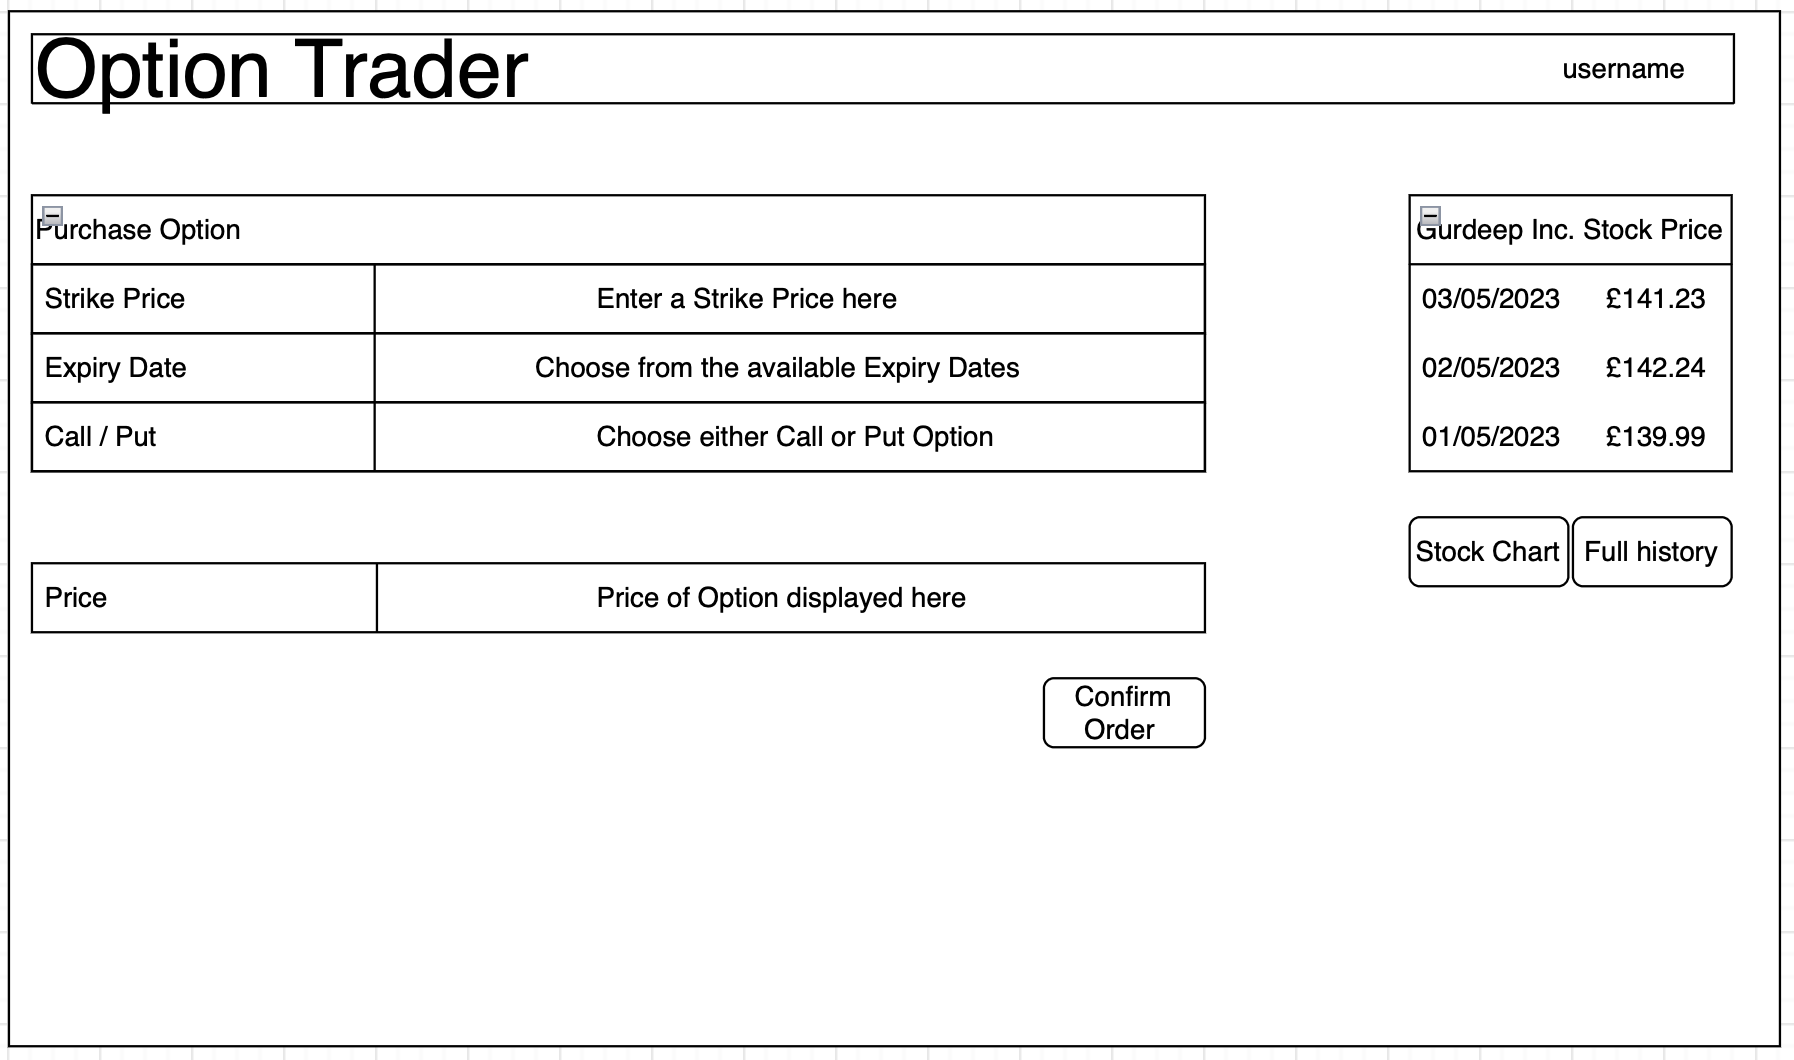 Option Trader
username
Purchase Option
Strike Price
Enter a Strike Price here
Expiry Date
Choose from the available Expiry Dates
Call / Put
Choose either Call or Put Option
Price
Price of Option displayed here
Confirm
Order
Gurdeep Inc. Stock Price
03/05/2023 £141.23
02/05/2023 £142.24
01/05/2023 £139.99
Stock Chart
Full history